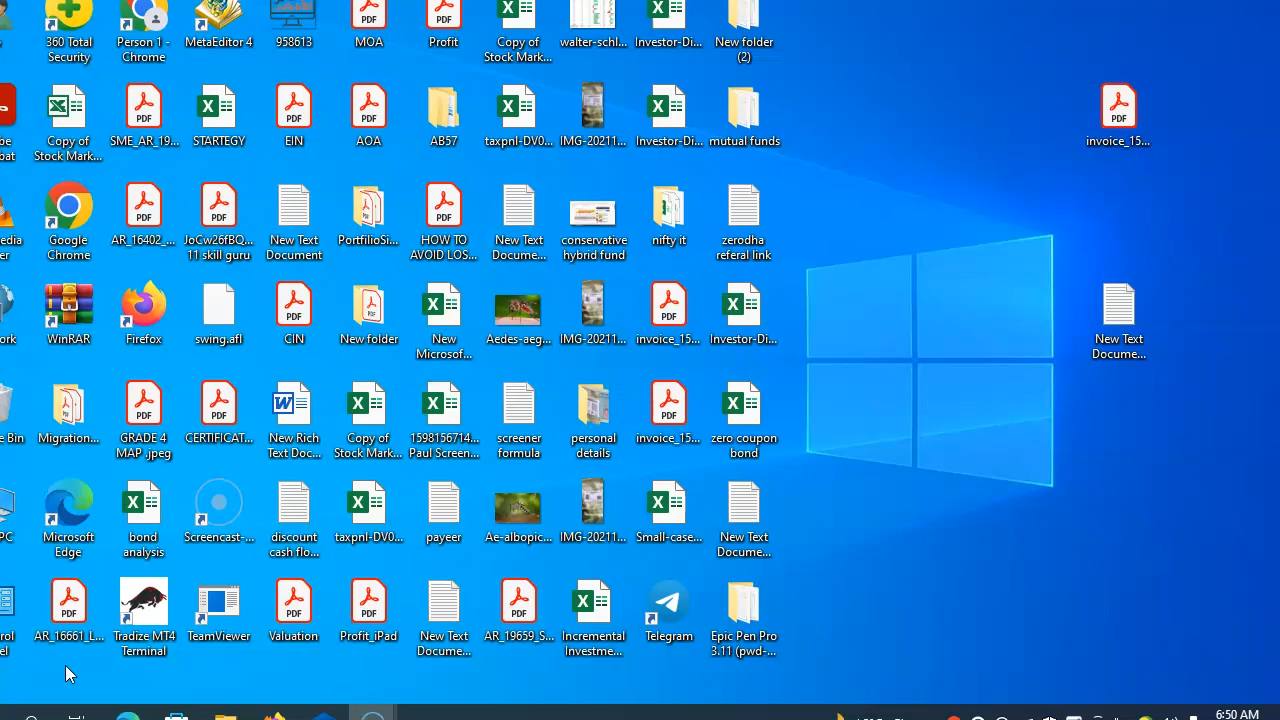 360 Total
Security
Person 1 -
Chrome
MetaEditor 4
958613
MOA
Profit
Copy of
Stock Mark...
walter-schl...
Investor-Di...
New folder
(2)
Copy of
Stock Mark...
SME_AR_19...
STARTEGY
EIN
AOA
AB57
taxpnl-DV0...
IMG-20211...
Investor-Di...
mutual funds
invoice_15...
Google
Chrome
AR_16402_...
JoCw26fBQ...
11 skill guru
New Text
Document
PortfilioSi...
HOW TO
AVOID LOS...
New Text
Docume...
conservative
hybrid fund
nifty it
zerodha
referal link
WinRAR
Firefox
swing.afl
CIN
New folder
New
Microsof...
Aedes-aeg...
IMG-20211...
invoice_15...
Investor-Di...
New Text
Docume...
Bin
Migration...
GRADE 4
MAP .jpeg
CERTIFICAT...
New Rich
Text Doc...
Copy of
Stock Mark...
1598156714...
Paul Screen...
screener
formula
personal
details
invoice_15...
zero coupon
bond
PC
Microsoft
Edge
bond
analysis
Screencast-...
discount
cash flo...
taxpnl-DV0...
payeer
Ae-albopic...
IMG-20211...
Small-case...
New Text
Docume...
AR_16661_L...
Tradize MT4
Terminal
TeamViewer
Valuation
Profit_iPad
New Text
Docume...
AR_19659_S...
Incremental
Investme...
Telegram
Epic Pen Pro
3.11 (pwd-...
6:50 AM